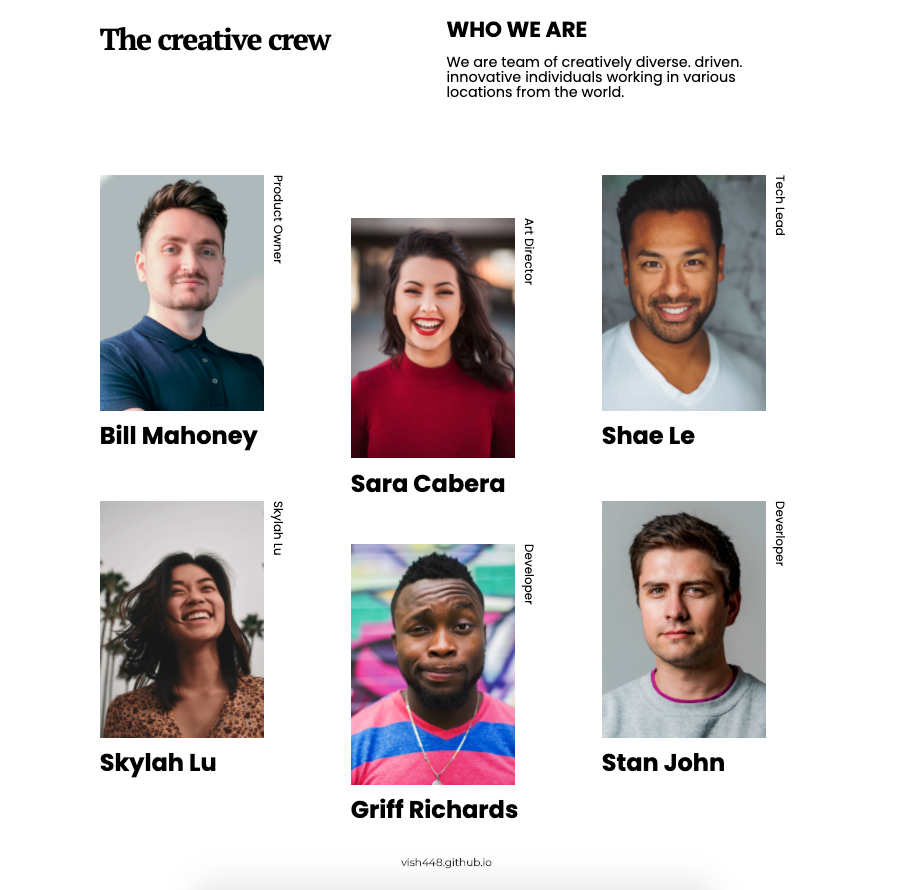 The creative crew
WHO WE ARE
We are team of creatively diverse. driven.
innovative individuals working in various
locations from the world.
Product Owner
Bill Mahoney
Art Director
Sara Cabera
Tech Lead
Shae Le
Skylah Lu
Skylah Lu
Developer
Griff Richards
Deverloper
Stan John
vish448.github.io